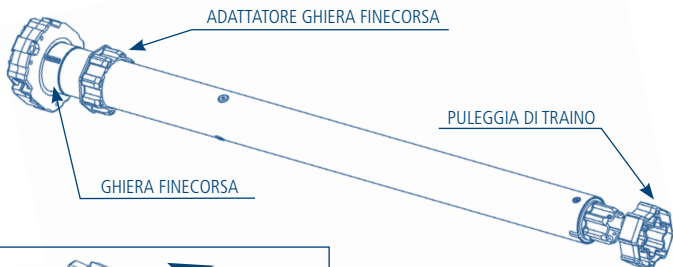 ADATTATORE GHIERA FINECORSA
PULEGGIA DI TRAINO
GHIERA FINECORSA